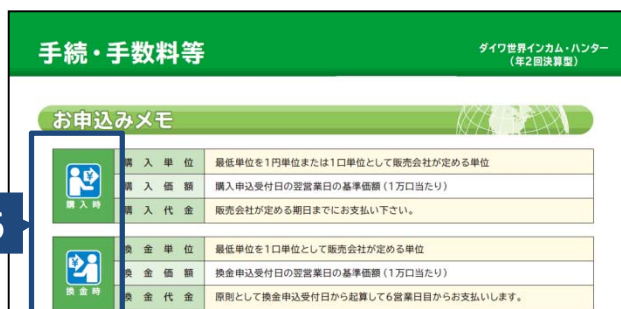 手続・手数料等
ダイワ世界インカム・ハンター
（年2回決算型）
お申込みメモ
購入時
購入単位 最低単位を1円単位または1口単位として販売会社が定める単位
購入価額 購入申込受付日の翌営業日の基準価額（1万口当たり）
購入代金 販売会社が定める期日までにお支払い下さい。
換金時
換金単位 最低単位を1口単位として販売会社が定める単位
換金価額 換金申込受付日の翌営業日の基準価額（1万口当たり）
換金代金 原則として換金申込受付日から起算して6営業日目からお支払いします。